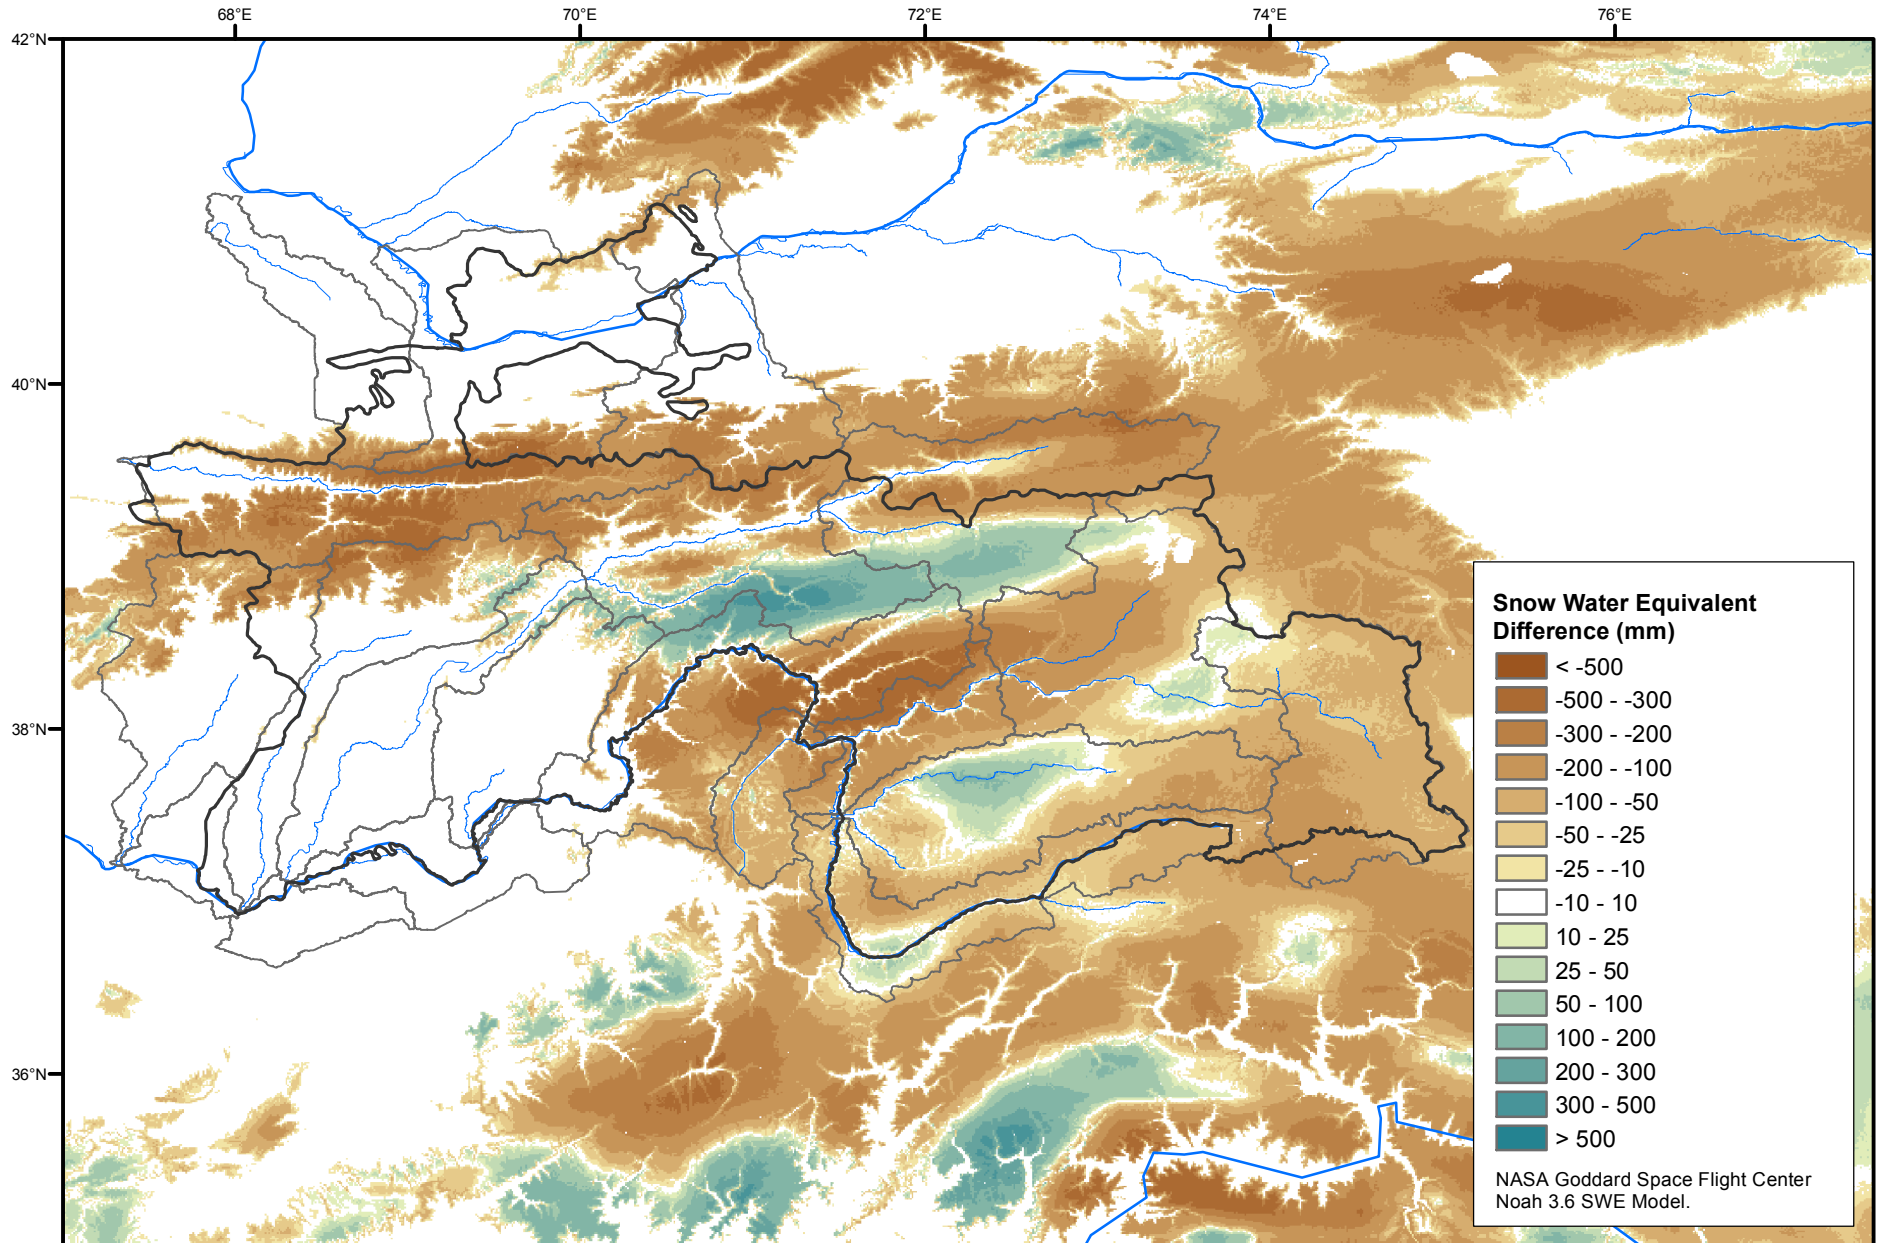 68°E 70°E 72°E 74°E 76°E
42°N
40°N
38°N
36°N
Snow Water Equivalent
Difference (mm)
< -500
-500 - -300
-300 - -200
-200 - -100
-100 - -50
-50 - -25
-25 - -10
-10 - 10
10 - 25
25 - 50
50 - 100
100 - 200
200 - 300
300 - 500
> 500
NASA Goddard Space Flight Center
Noah 3.6 SWE Model.